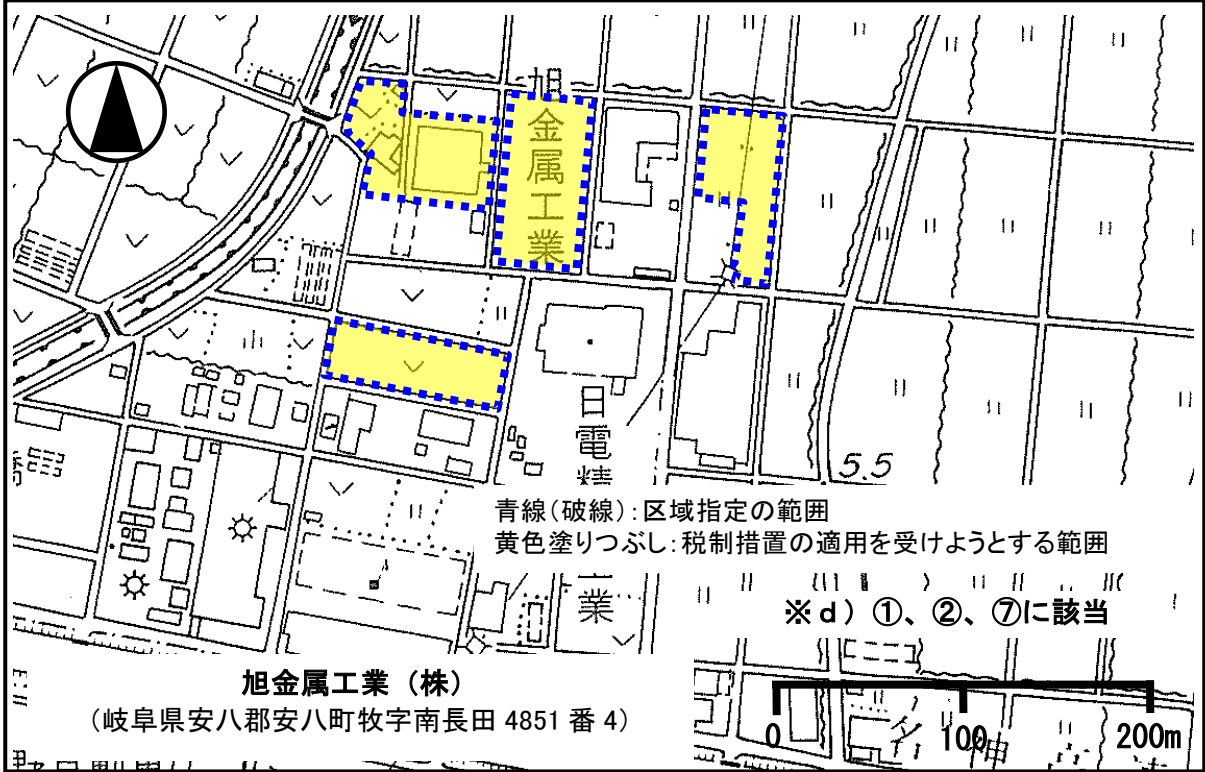 旭金属工業
日電精
業
5.5
青線(破線):区域指定の範囲
黄色塗りつぶし:税制措置の適用を受けようとする範囲
※d) ①、②、⑦に該当
旭金属工業 (株)
(岐阜県安八郡安八町牧字南長田 4851 番 4)
0 100 200m